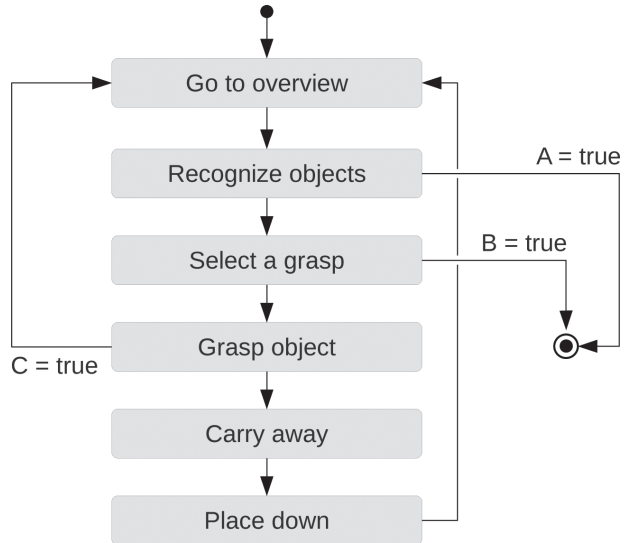 Go to overview
Recognize objects
A = true
Select a grasp
B = true
Grasp object
C = true
Carry away
Place down